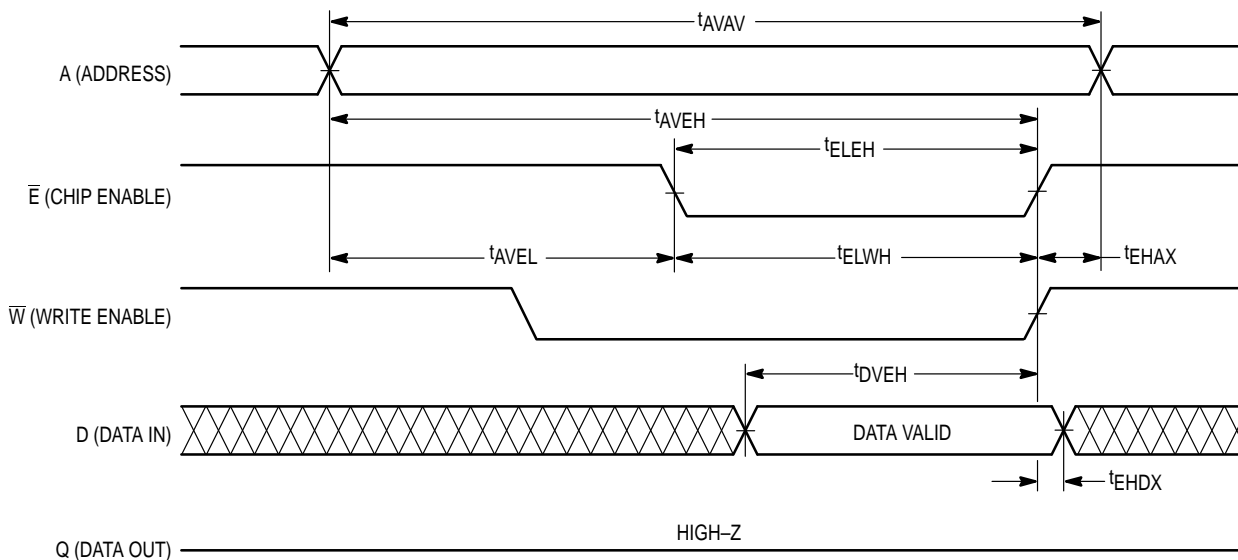 tAVAV
A (ADDRESS)
tAVEH
tELEH
E (CHIP ENABLE)
tAVEL
tELWH
tEHAX
W (WRITE ENABLE)
tDVEH
D (DATA IN)
DATA VALID
tEHDX
HIGH–Z
Q (DATA OUT)